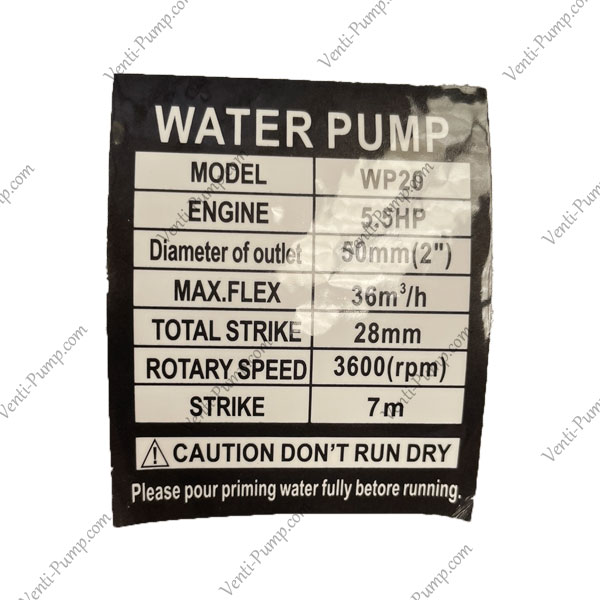 WATER PUMP
MODEL WP20
ENGINE 5.5HP
Diameter of outlet 50mm(2")
MAX.FLEX 36m³/h
TOTAL STRIKE 28mm
ROTARY SPEED 3600(rpm)
STRIKE 7m
CAUTION DON'T RUN DRY
Please pour priming water fully before running.
Venti-Pump.com